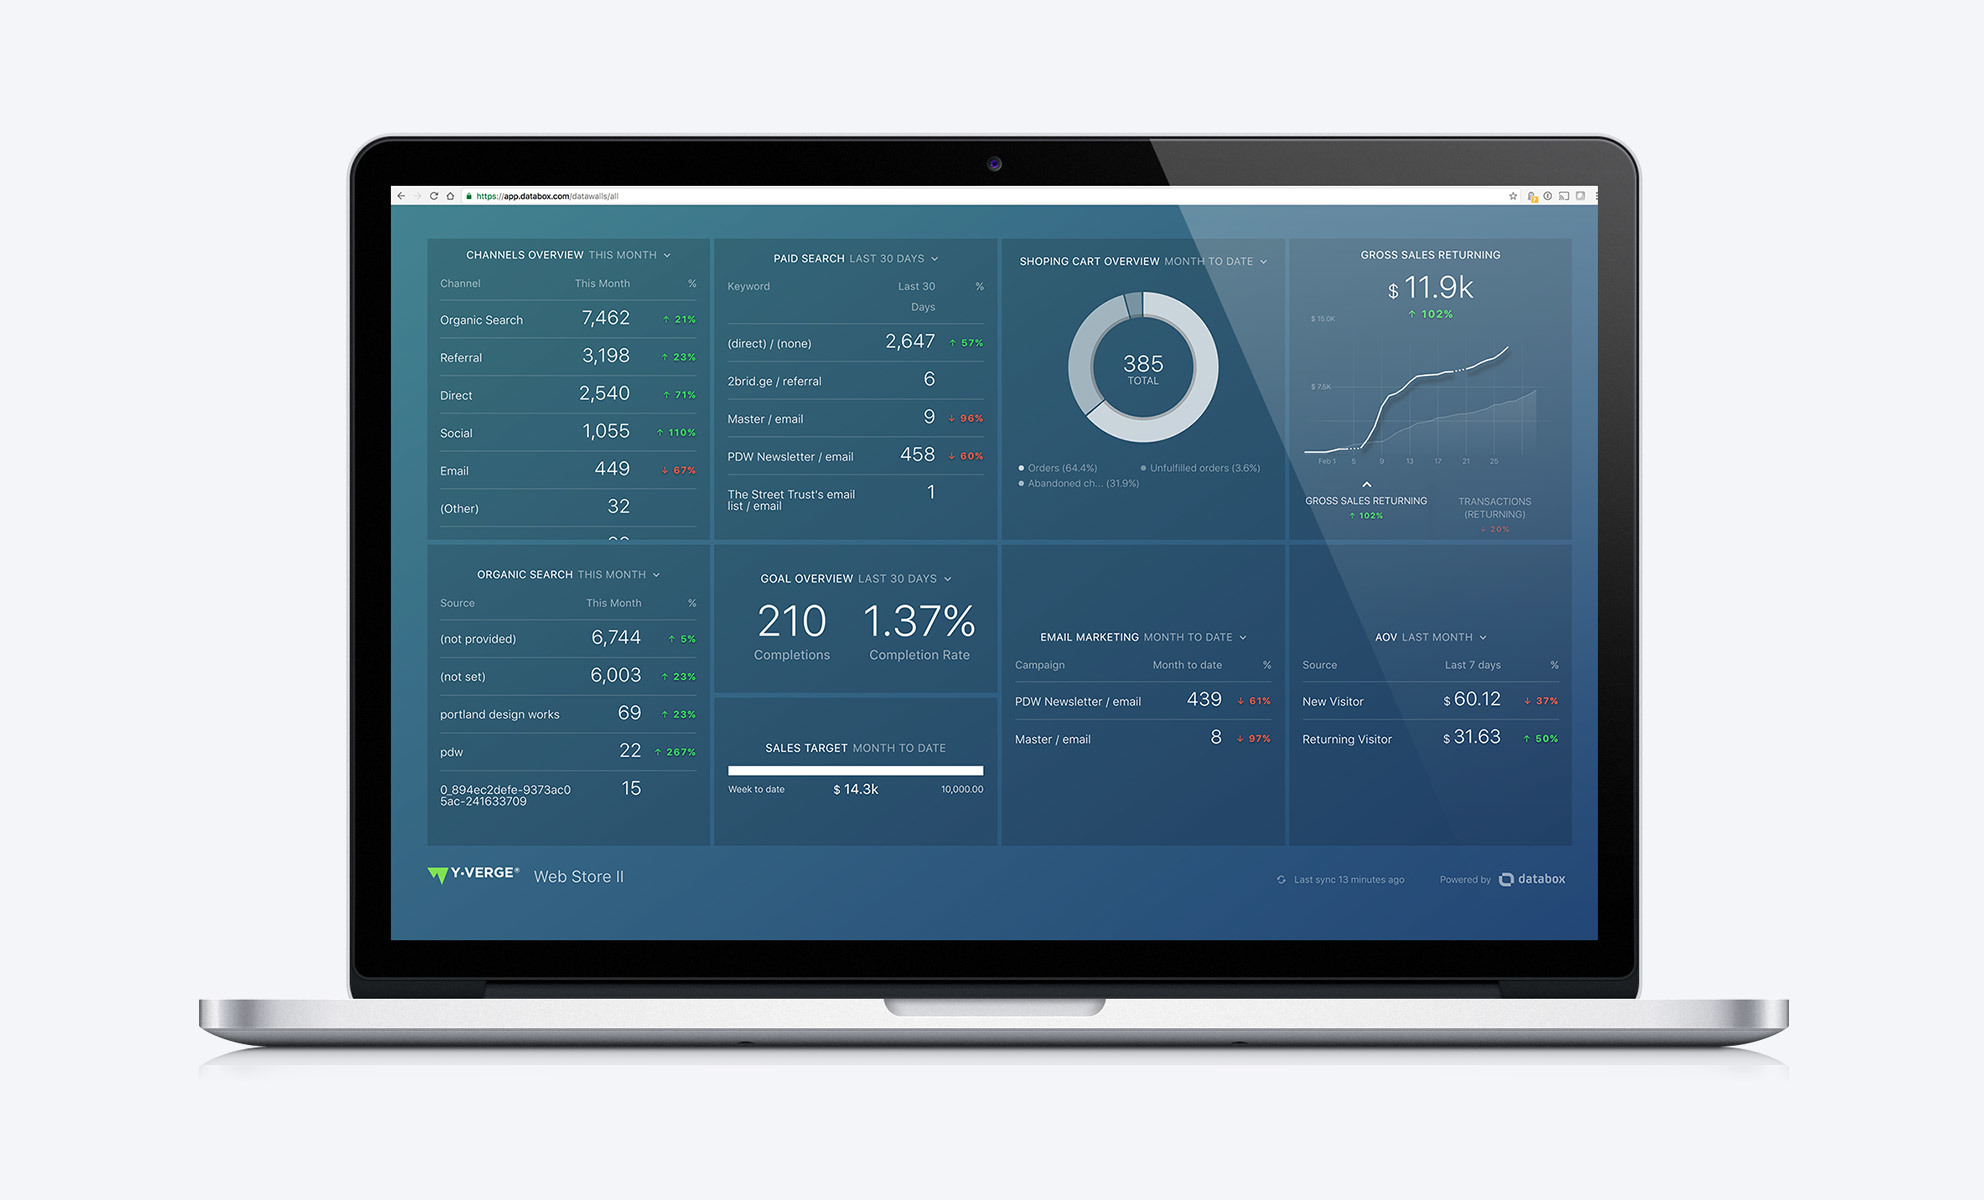 https://app.databox.com/datawalls/all
CHANNELS OVERVIEW THIS MONTH
Channel This Month %
Organic Search 7,462 ↑ 21%
Referral 3,198 ↑ 23%
Direct 2,540 ↑ 71%
Social 1,055 ↑ 110%
Email 449 ↓ 67%
(Other) 32
PAID SEARCH LAST 30 DAYS
Keyword Last 30 %
Days
(direct) / (none) 2,647 ↑ 57%
2brid.ge / referral 6
Master / email 9 ↓ 96%
PDW Newsletter / email 458 ↓ 60%
The Street Trust's email 1
list / email
SHOPING CART OVERVIEW MONTH TO DATE
385
TOTAL
Orders (64.4%) Unfulfilled orders (3.6%)
Abandoned ch... (31.9%)
GROSS SALES RETURNING
$ 11.9k
↑ 102%
$ 15.0K
$ 7.5K
Feb 1 5 9 13 17 21 25
GROSS SALES RETURNING
↑ 102%
TRANSACTIONS
(RETURNING)
↓ 20%
ORGANIC SEARCH THIS MONTH
Source This Month %
(not provided) 6,744 ↑ 5%
(not set) 6,003 ↑ 23%
portland design works 69 ↑ 23%
pdw 22 ↑ 267%
0_894ec2defe-9373ac0 15
5ac-241633709
GOAL OVERVIEW LAST 30 DAYS
210 1.37%
Completions Completion Rate
SALES TARGET MONTH TO DATE
Week to date $ 14.3k 10,000.00
EMAIL MARKETING MONTH TO DATE
Campaign Month to date %
PDW Newsletter / email 439 ↓ 61%
Master / email 8 ↓ 97%
AOV LAST MONTH
Source Last 7 days %
New Visitor $ 60.12 ↓ 37%
Returning Visitor $ 31.63 ↑ 50%
Y·VERGE® Web Store II
Last sync 13 minutes ago Powered by databox